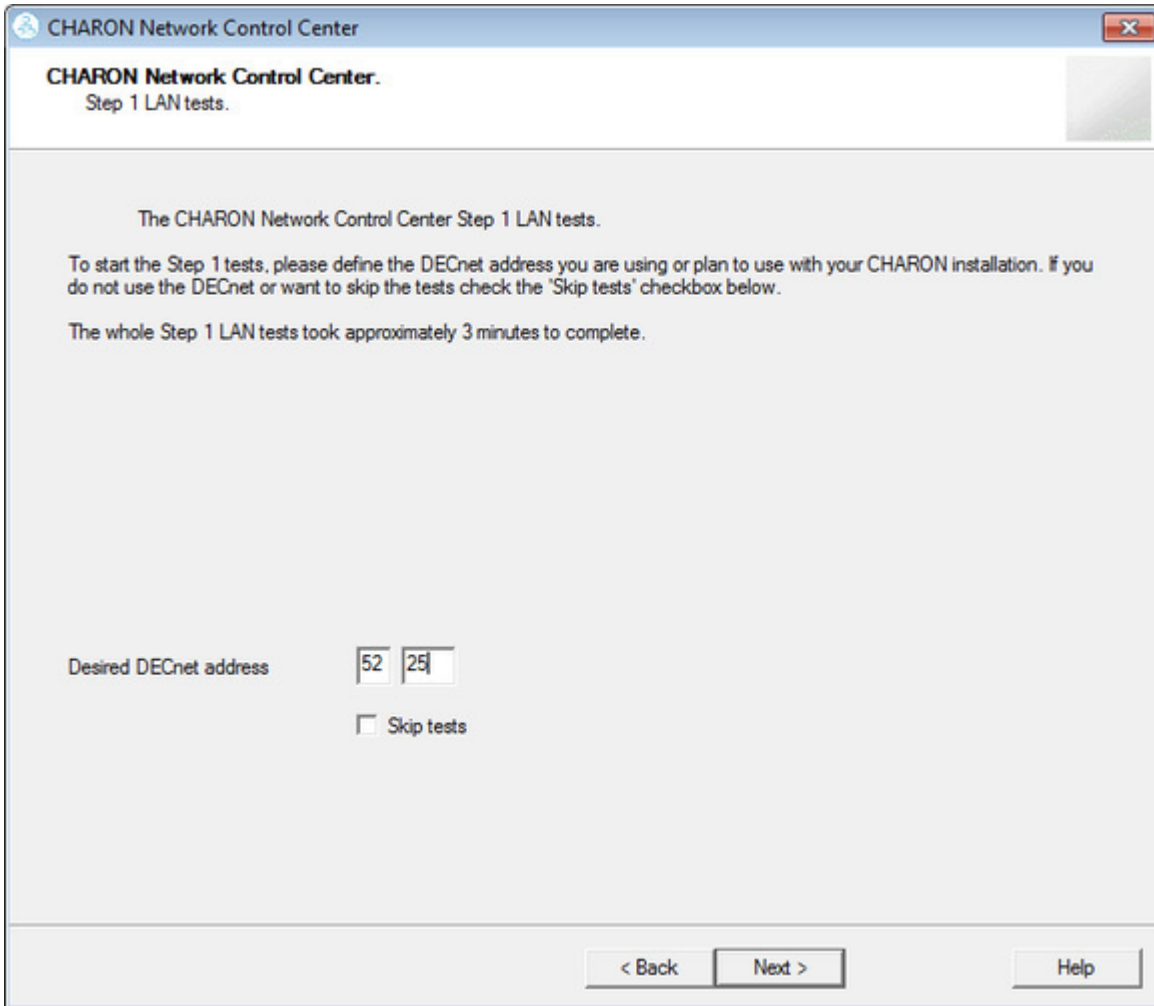 CHARON Network Control Center
CHARON Network Control Center.
Step 1 LAN tests.
The CHARON Network Control Center Step 1 LAN tests.
To start the Step 1 tests, please define the DECnet address you are using or plan to use with your CHARON installation. If you
do not use the DECnet or want to skip the tests check the 'Skip tests' checkbox below.
The whole Step 1 LAN tests took approximately 3 minutes to complete.
Desired DECnet address 52 25
Skip tests
< Back Next > Help